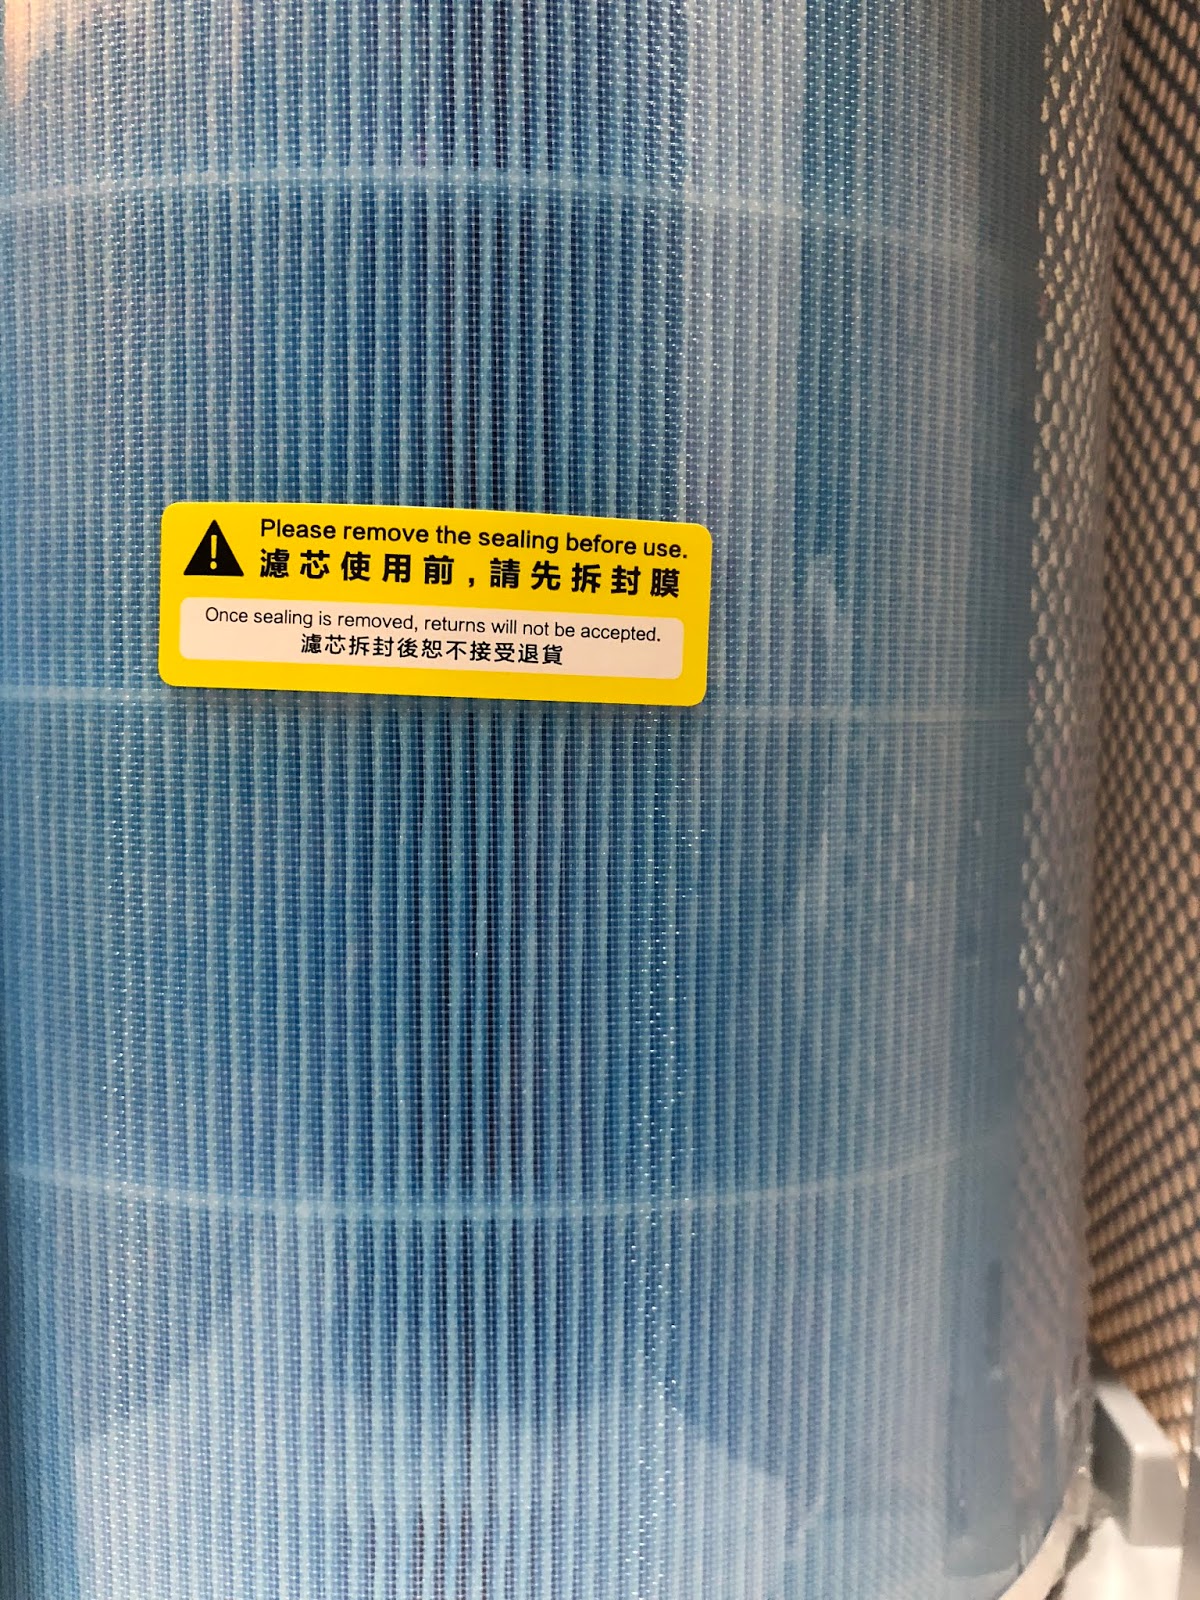 Please remove the sealing before use.
濾芯使用前，請先拆封膜
Once sealing is removed, returns will not be accepted.
濾芯拆封後恕不接受退貨